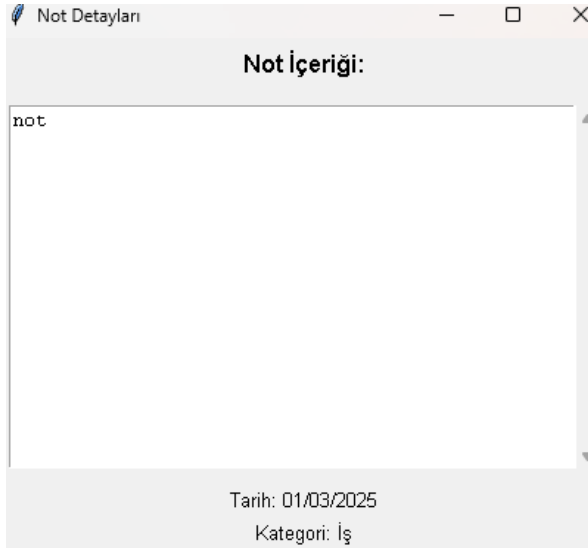 Not Detayları
Not İçeriği:
not
Tarih: 01/03/2025
Kategori: İş